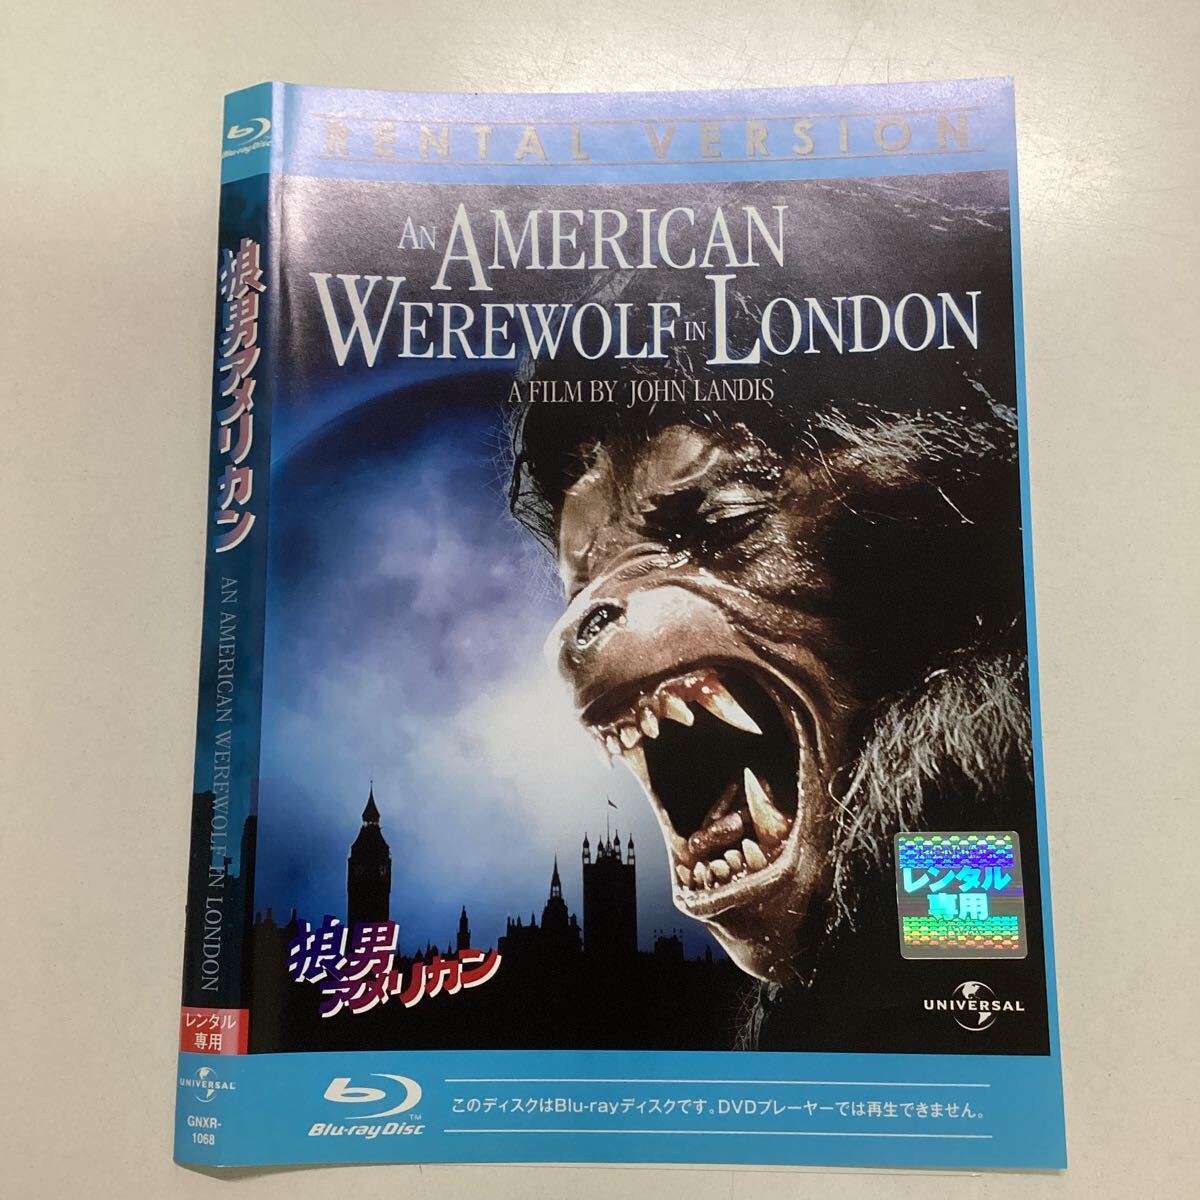 Blu-ray Disc
狼男アメリカン
AN AMERICAN WEREWOLF IN LONDON
レンタル
専用
UNIVERSAL
GNXR-
1068
RENTAL VERSION
AN AMERICAN
WEREWOLF IN LONDON
A FILM BY JOHN LANDIS
狼男
アメリカン
レンタル
専用
UNIVERSAL
Blu-ray Disc™
このディスクはBlu-rayディスクです。DVDプレーヤーでは再生できません。